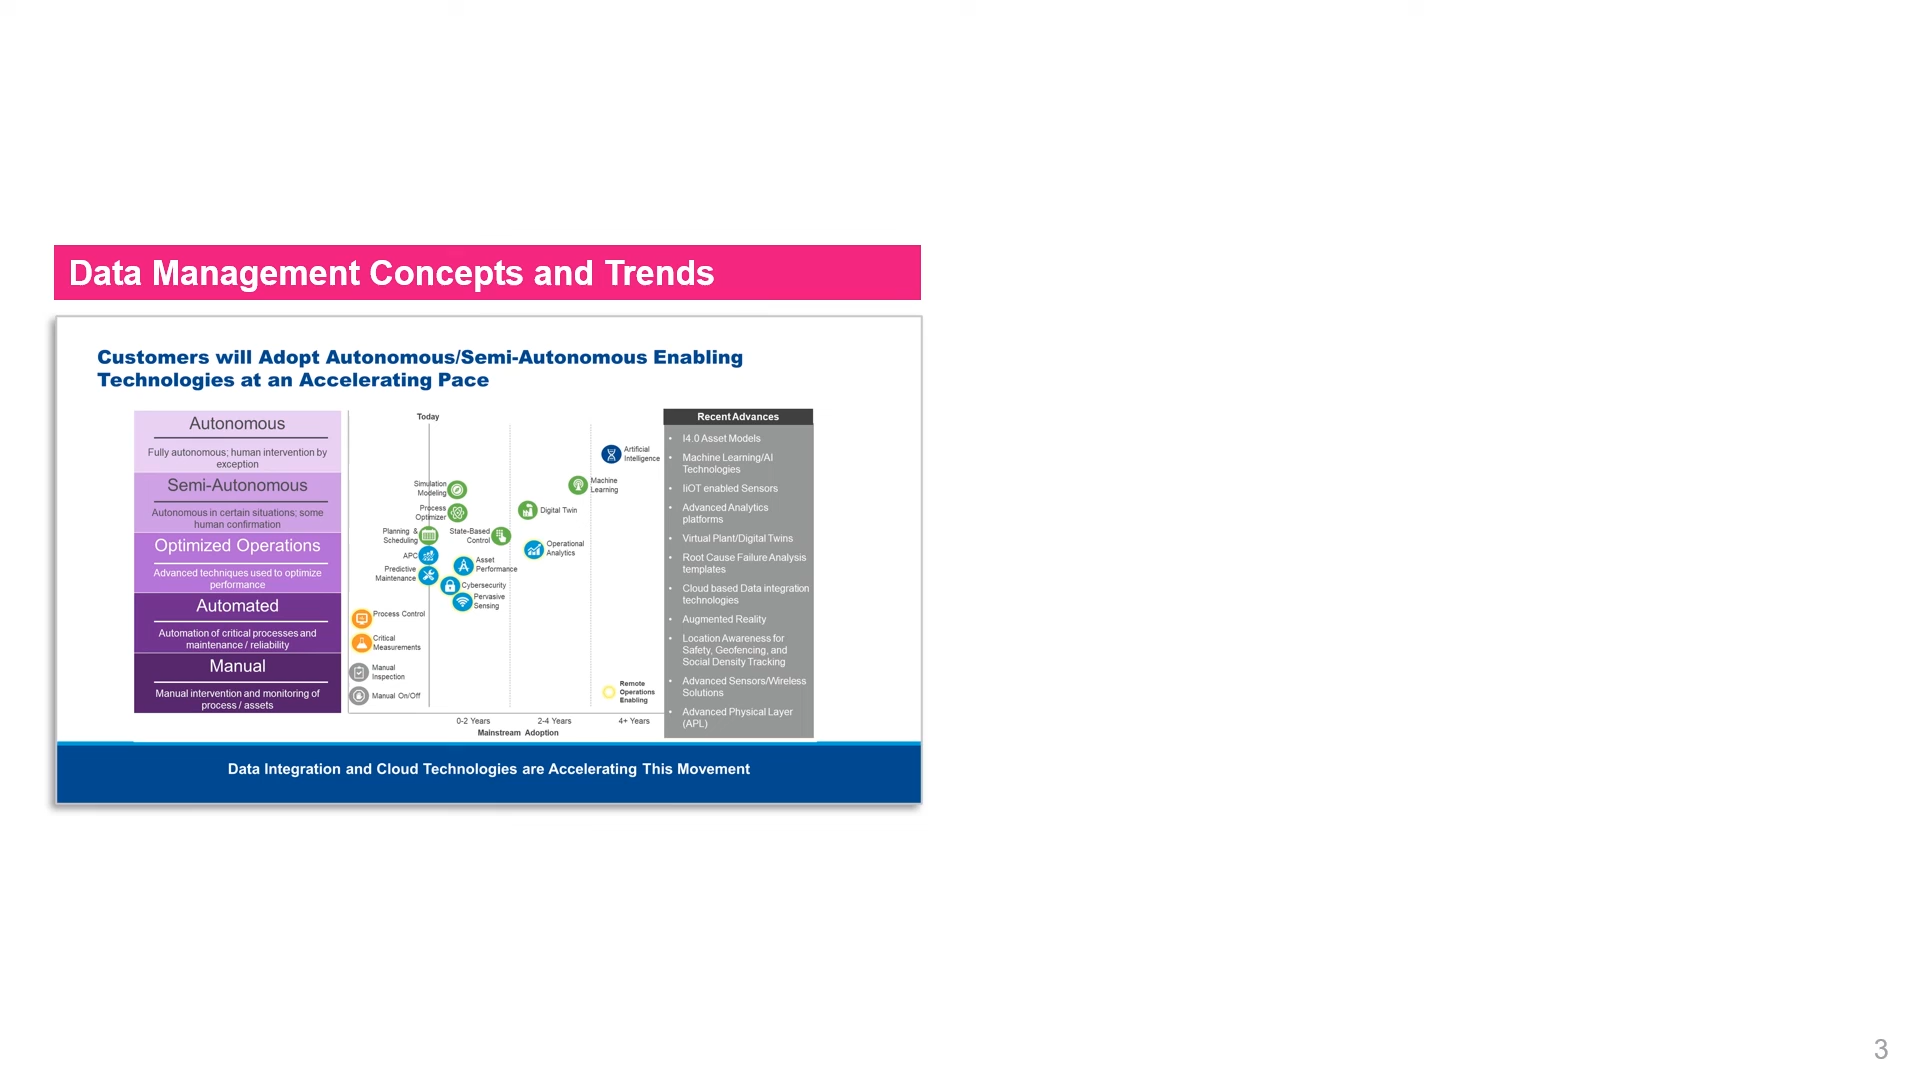 Data Management Concepts and Trends
Customers will Adopt Autonomous/Semi-Autonomous Enabling
Technologies at an Accelerating Pace
Autonomous
Fully autonomous; human intervention by
exception
Semi-Autonomous
Autonomous in certain situations; some
human confirmation
Optimized Operations
Advanced techniques used to optimize
performance
Automated
Automation of critical processes and
maintenance / reliability
Manual
Manual intervention and monitoring of
process / assets
Today
Artificial
Intelligence
Simulation
Modeling
Machine
Learning
Process
Optimizer
Digital Twin
Planning &
Scheduling
State-Based
Control
Operational
Analytics
APC
Asset
Performance
Predictive
Maintenance
Cybersecurity
Pervasive
Sensing
Process Control
Critical
Measurements
Manual
Inspection
Manual On/Off
Remote
Operations
Enabling
0-2 Years
2-4 Years
4+ Years
Mainstream Adoption
Recent Advances
• I4.0 Asset Models
• Machine Learning/AI
Technologies
• IiOT enabled Sensors
• Advanced Analytics
platforms
• Virtual Plant/Digital Twins
• Root Cause Failure Analysis
templates
• Cloud based Data integration
technologies
• Augmented Reality
• Location Awareness for
Safety, Geofencing, and
Social Density Tracking
• Advanced Sensors/Wireless
Solutions
• Advanced Physical Layer
(APL)
Data Integration and Cloud Technologies are Accelerating This Movement
3